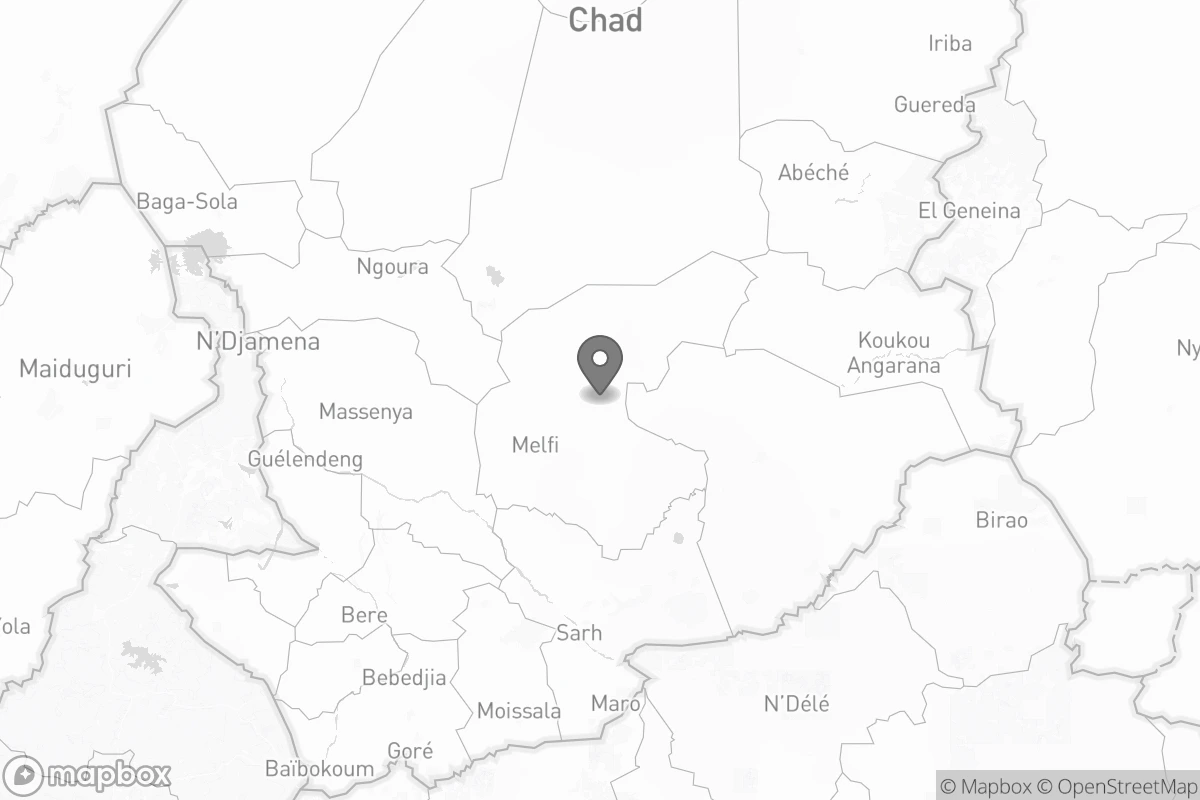 Chad
Iriba
Guereda
Abéché
Baga-Sola
El Geneina
Ngoura
N'Djamena
Koukou
Angarana
Ny
Maiduguri
Massenya
Melfi
Guélendeng
Birao
Bere
Yola
Sarh
Bebedjia
Maro
N'Délé
Moissala
Goré
Baïbokoum
mapbox
© Mapbox © OpenStreetMap